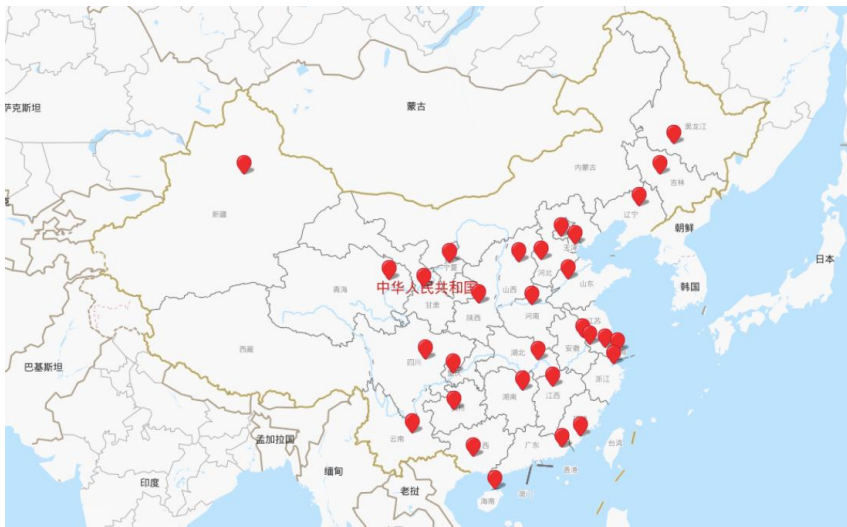 萨克斯坦
蒙古
黑龙江
内蒙古
吉林
辽宁
新疆
朝鲜
日本
宁夏
河北
山西
山东
韩国
青海
中华人民共和国
甘肃
陕西
河南
江苏
西藏
四川
湖北
安徽
浙江
巴基斯坦
湖南
江西
云南
广东
台湾
孟加拉国
香港
印度
缅甸
老挝
澳门
海南